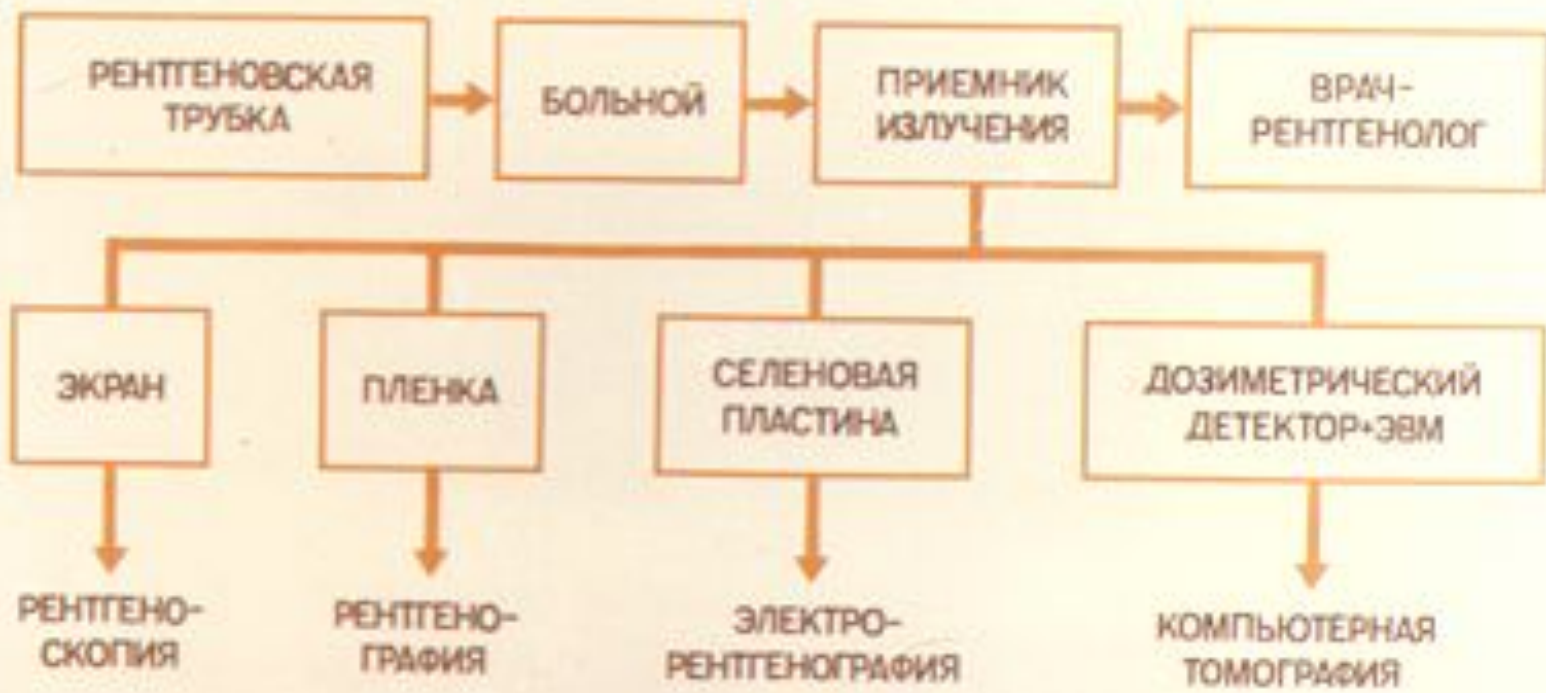 РЕНТГЕНОВСКАЯ
ТРУБКА
БОЛЬНОЙ
ПРИЕМНИК
ИЗЛУЧЕНИЯ
ВРАЧ-
РЕНТГЕНОЛОГ
ЭКРАН
ПЛЕНКА
СЕЛЕНОВАЯ
ПЛАСТИНА
ДОЗИМЕТРИЧЕСКИЙ
ДЕТЕКТОР+ЭВМ
РЕНТГЕНО-
СКОПИЯ
РЕНТГЕНО-
ГРАФИЯ
ЭЛЕКТРО-
РЕНТГЕНОГРАФИЯ
КОМПЬЮТЕРНАЯ
ТОМОГРАФИЯ